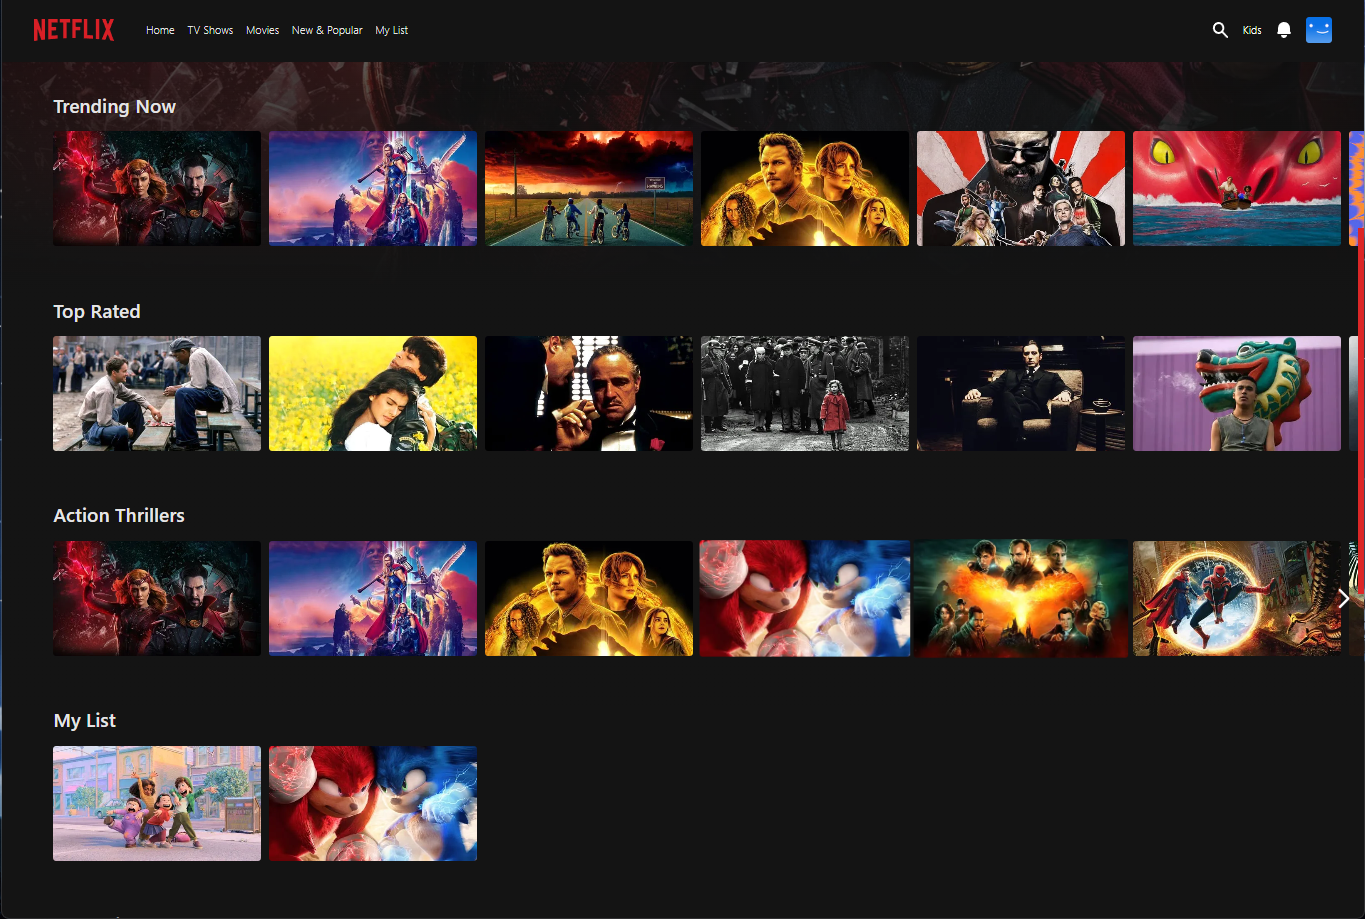 NETFLIX
Home TV Shows Movies New & Popular My List
Kids
Trending Now
Top Rated
Action Thrillers
My List